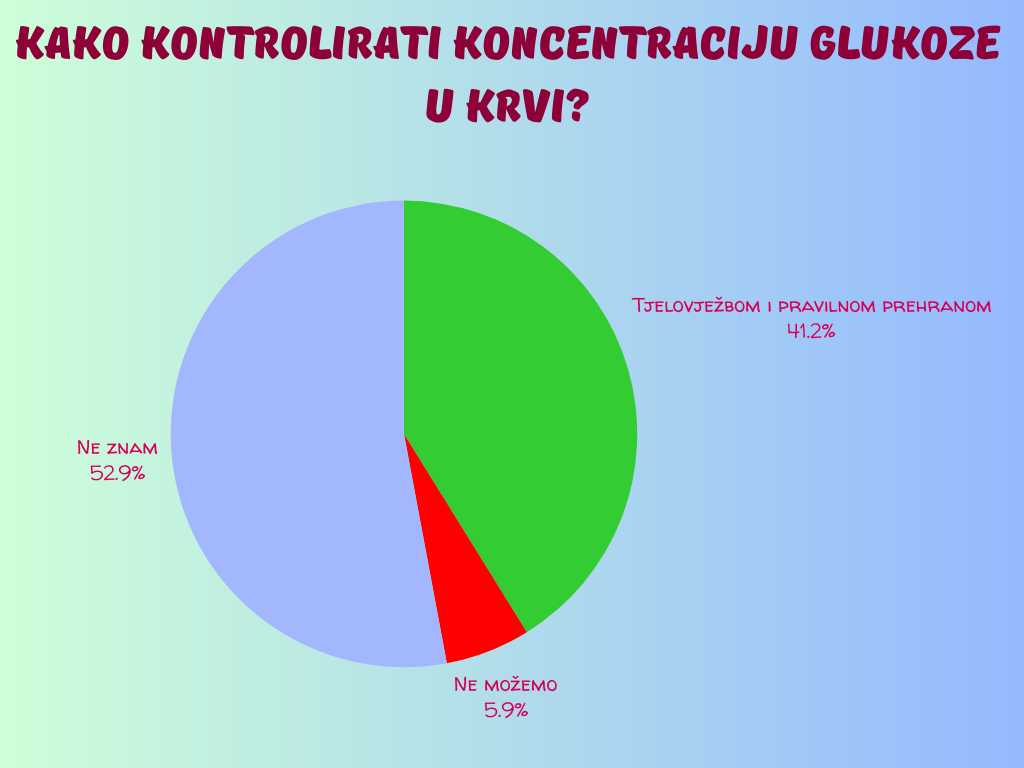 KAKO KONTROLIRATI KONCENTRACIJU GLUKOZE
U KRVI?
Tjelovježbom i pravilnom prehranom
41.2%
Ne znam
52.9%
Ne možemo
5.9%